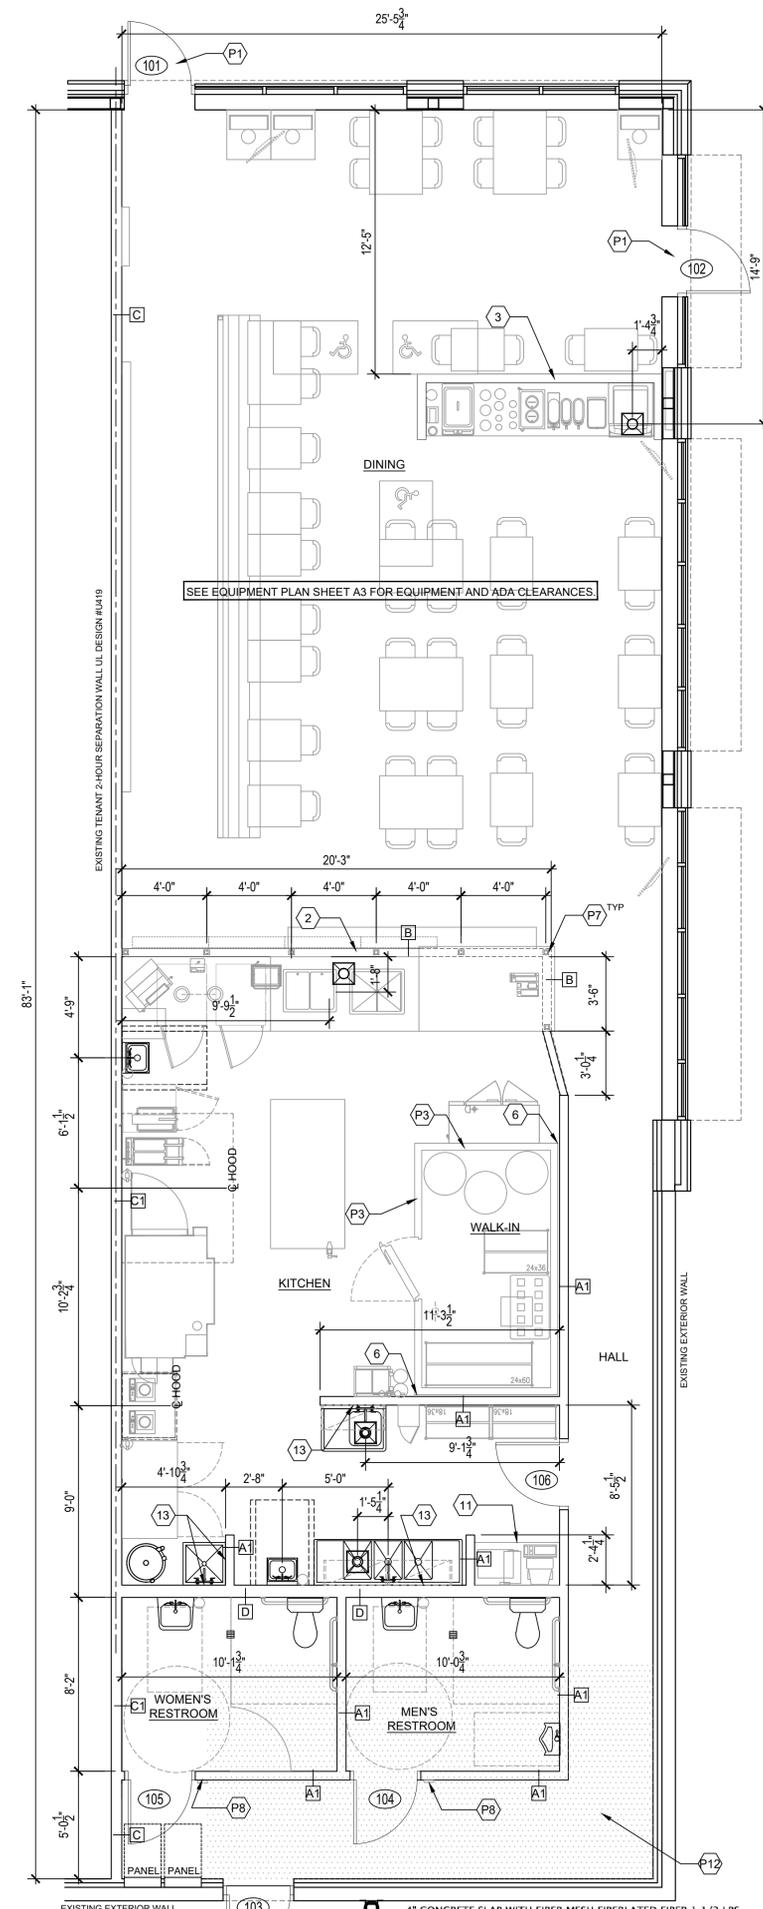 25'-5 3/4"
101
P1
12'-5"
P1
102
14'-9"
C
3
1'-4 3/4"
DINING
SEE EQUIPMENT PLAN SHEET A3 FOR EQUIPMENT AND ADA CLEARANCES.
EXISTING TENANT 2-HOUR SEPARATION WALL UL DESIGN #U419
83'-1"
20'-3"
4'-0"
4'-0"
4'-0"
4'-0"
4'-0"
2
B
P7 TYP
4'-9"
1'-8"
9'-9 1/2"
B
3'-6"
3'-0 1/4"
6'-1 1/2"
P3
6
C HOOD
P3
C1
WALK-IN
24x36
KITCHEN
A1
10'-2 3/4"
11'-3 1/2"
EXISTING EXTERIOR WALL
HALL
6
24x60
C HOOD
A1
18x36
18x36
13
9'-1 3/4"
4'-10 3/4"
2'-8"
5'-0"
106
8'-5 1/2"
9'-0"
1'-5 1/4"
13
13
11
A1
A1
2'-4 1/4"
D
D
10'-1 3/4"
10'-0 3/4"
8'-2"
WOMEN'S
RESTROOM
C1
A1
MEN'S
RESTROOM
A1
A1
A1
105
P8
104
P8
5'-0 1/2"
C
P12
PANEL
PANEL
103
EXISTING EXTERIOR WALL
4" CONCRETE SLAB WITH FIBER MESH